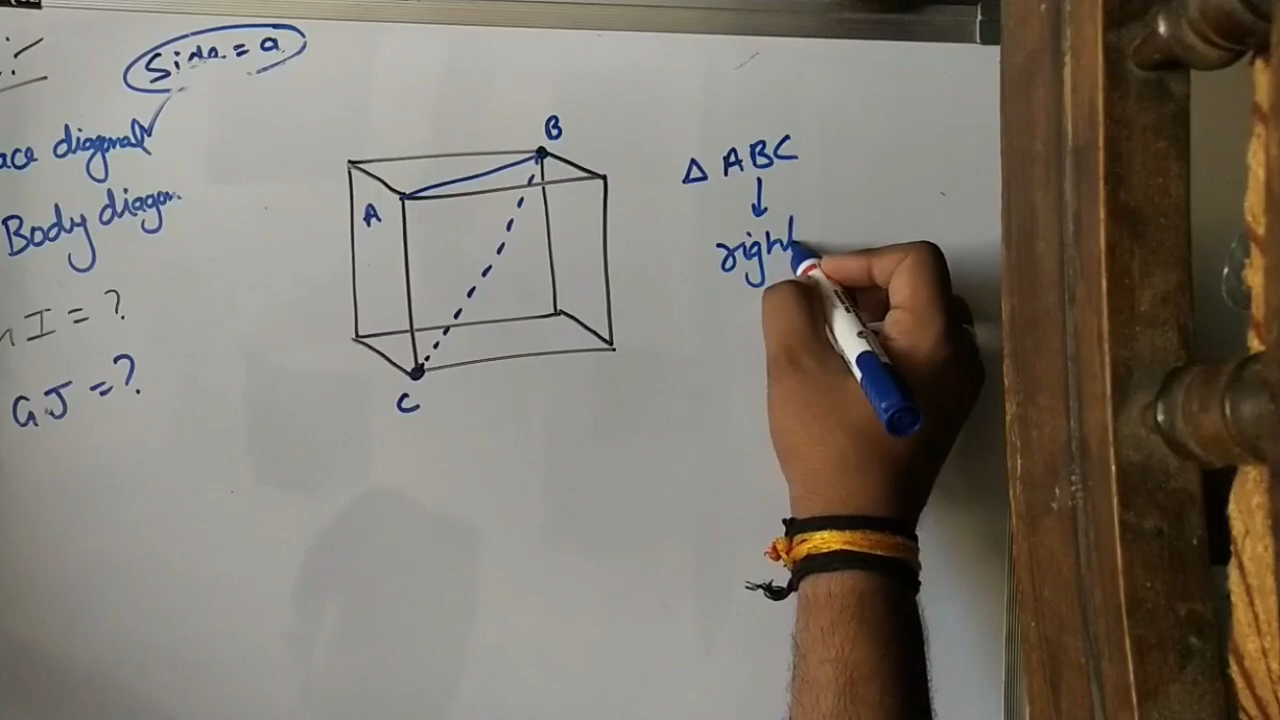 Side = a
ace diagonal
Body diagon
I = ?
GJ = ?
B
A
C
Δ ABC
↓
right